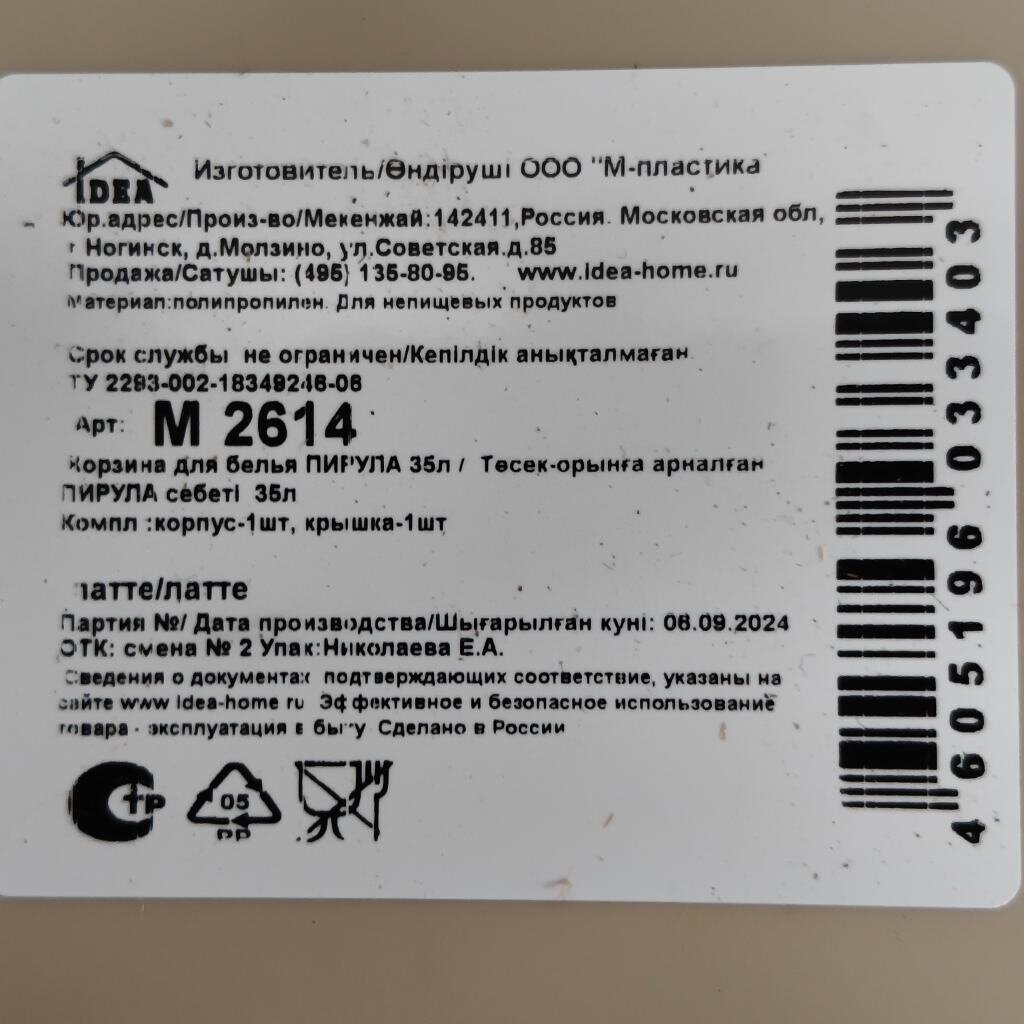 IDEA
Изготовитель/Өндіруші ООО "М-пластика
Юр.адрес/Произ-во/Мекенжай:142411,Россия. Московская обл,
г Ногинск, д.Молзино, ул.Советская.д.85
Продажа/Сатушы: (495) 135-80-95. www.idea-home.ru
Материал:полипропилен. Для непищевых продуктов
Срок службы не ограничен/Кепілдік анықталмаған
ТУ 2293-002-18349246-06
Арт: М 2614
Корзина для белья ПИРУЛА 35л / Төсек-орынға арналған
ПИРУЛА себеті 35л
Компл :корпус-1шт, крышка-1шт
латте/латте
Партия №/ Дата производства/Шығарылған куні: 06.09.2024
ОТК: смена № 2 Упак:Николаева Е.А.
Сведения о документах подтверждающих соответствие, указаны на
сайте www idea-home ru Эффективное и безопасное использование
товара - эксплуатация в быту Сделано в России
СТР
05
PP
4605196033403